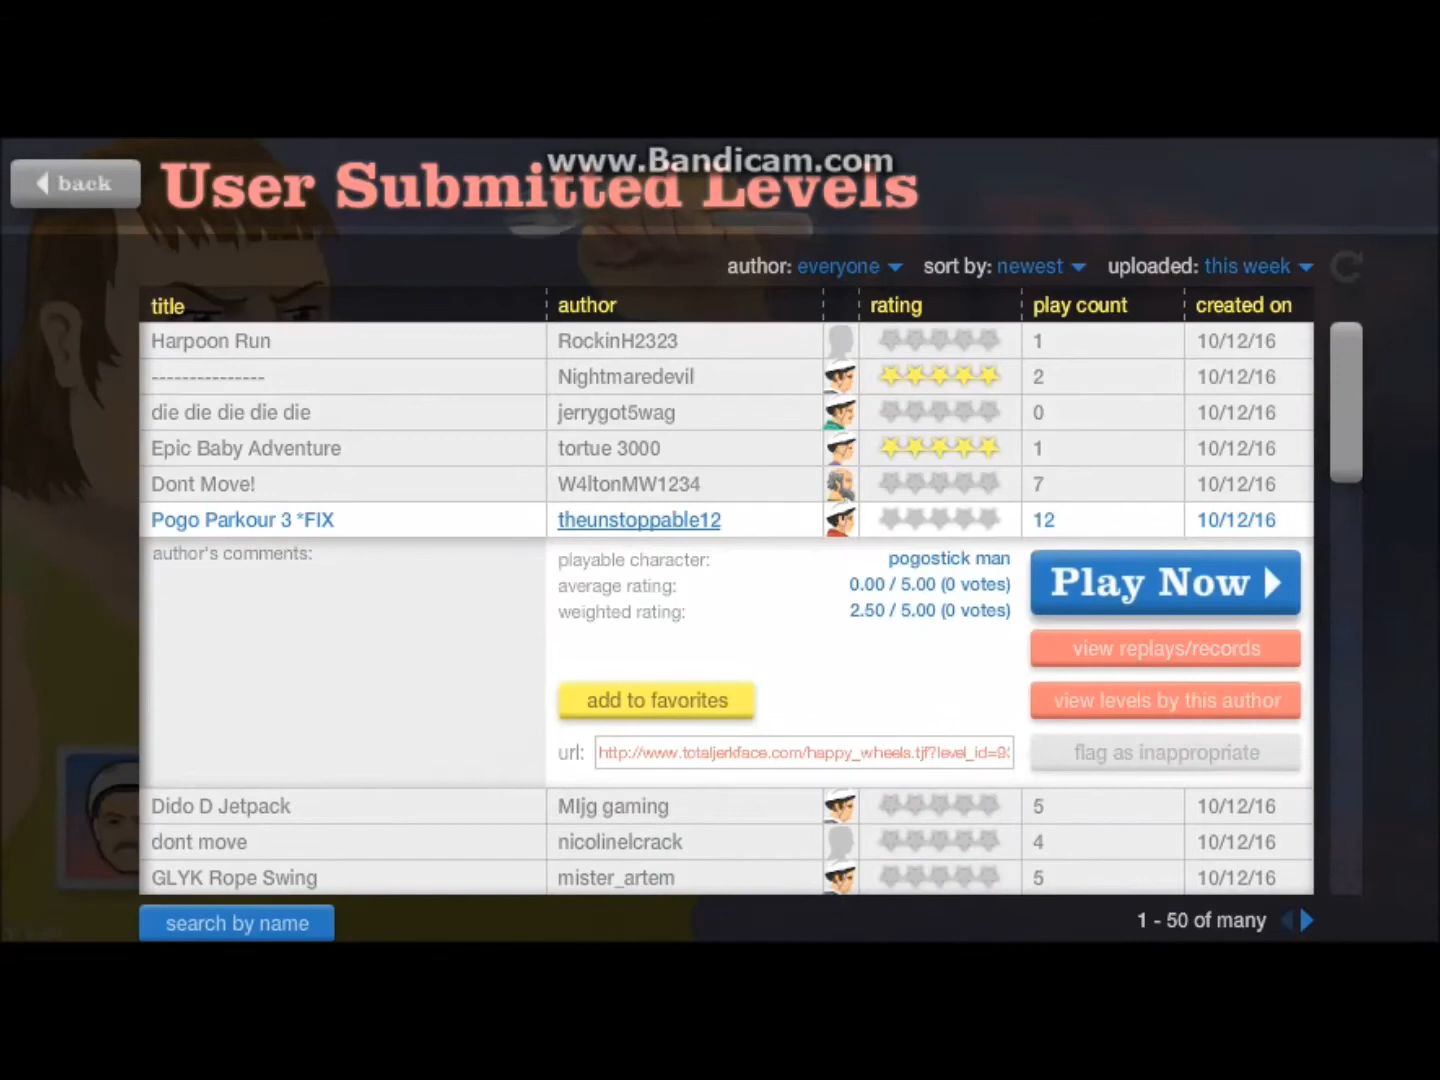 www.Bandicam.com
back
User Submitted Levels
author: everyone sort by: newest uploaded: this week
title author rating play count created on
Harpoon Run RockinH2323 1 10/12/16
--------------- Nightmaredevil 2 10/12/16
die die die die die jerrygot5wag 0 10/12/16
Epic Baby Adventure tortue 3000 1 10/12/16
Dont Move! W4ltonMW1234 7 10/12/16
Pogo Parkour 3 *FIX theunstoppable12 12 10/12/16
author's comments:
playable character: pogostick man
average rating: 0.00 / 5.00 (0 votes)
weighted rating: 2.50 / 5.00 (0 votes)
Play Now
view replays/records
add to favorites
view levels by this author
url: http://www.totaljerkface.com/happy_wheels.tjf?level_id=9
flag as inappropriate
Dido D Jetpack 5 10/12/16
dont move nicolinelcrack 4 10/12/16
GLYK Rope Swing mister_artem 5 10/12/16
search by name
1 - 50 of many